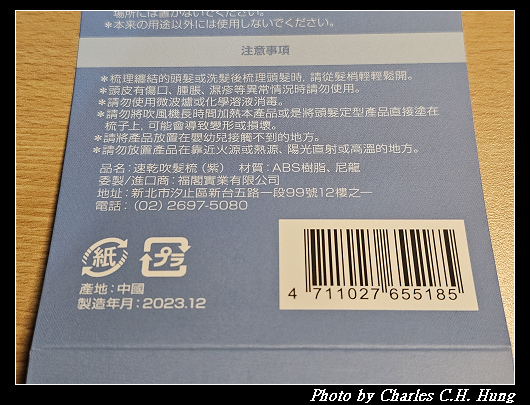 場所には置かないでください。
*本来の用途以外には使用しないでください。
注意事項
*梳理纏結的頭髮或洗髮後梳理頭髮時,請從髮梢輕輕鬆開。
*頭皮有傷口、腫脹、濕疹等異常情況時請勿使用。
*請勿使用微波爐或化學溶液消毒。
*請勿將吹風機長時間加熱本產品或是將頭髮定型產品直接塗在
梳子上,可能會導致變形或損壞。
*請將產品放置在嬰幼兒接觸不到的地方。
*請勿放置產品在靠近火源或熱源、陽光直射或高溫的地方。
品名:速乾吹髮梳(紫) 材質:ABS樹脂、尼龍
委製/進口商:福閣實業有限公司
地址:新北市汐止區新台五路一段99號12樓之一
電話:(02) 2697-5080
紙 プラ
產地:中國
製造年月:2023.12
4 711027 655185
Photo by Charles C.H. Hung